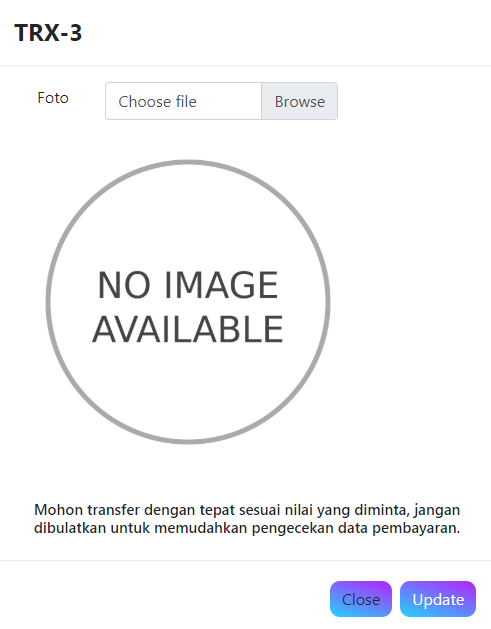 TRX-3
Foto
Choose file
Browse
NO IMAGE
AVAILABLE
Mohon transfer dengan tepat sesuai nilai yang diminta, jangan
dibulatkan untuk memudahkan pengecekan data pembayaran.
Close
Update